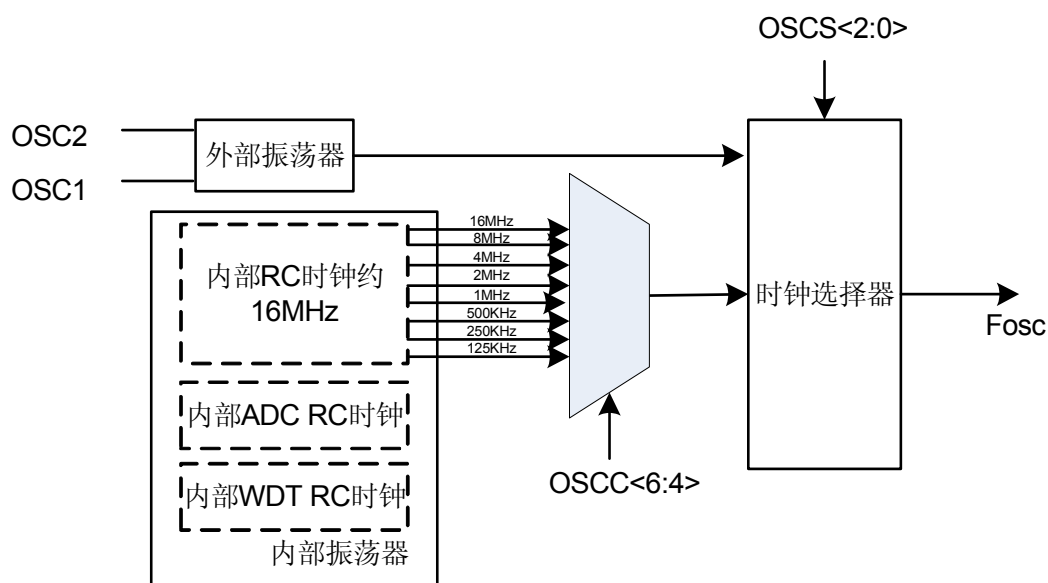 OSCS<2:0>
OSC2
OSC1
外部振荡器
内部RC时钟约
16MHz
16MHz
8MHz
4MHz
2MHz
1MHz
500KHz
250KHz
125KHz
时钟选择器
Fosc
内部ADC RC时钟
内部WDT RC时钟
OSCC<6:4>
内部振荡器